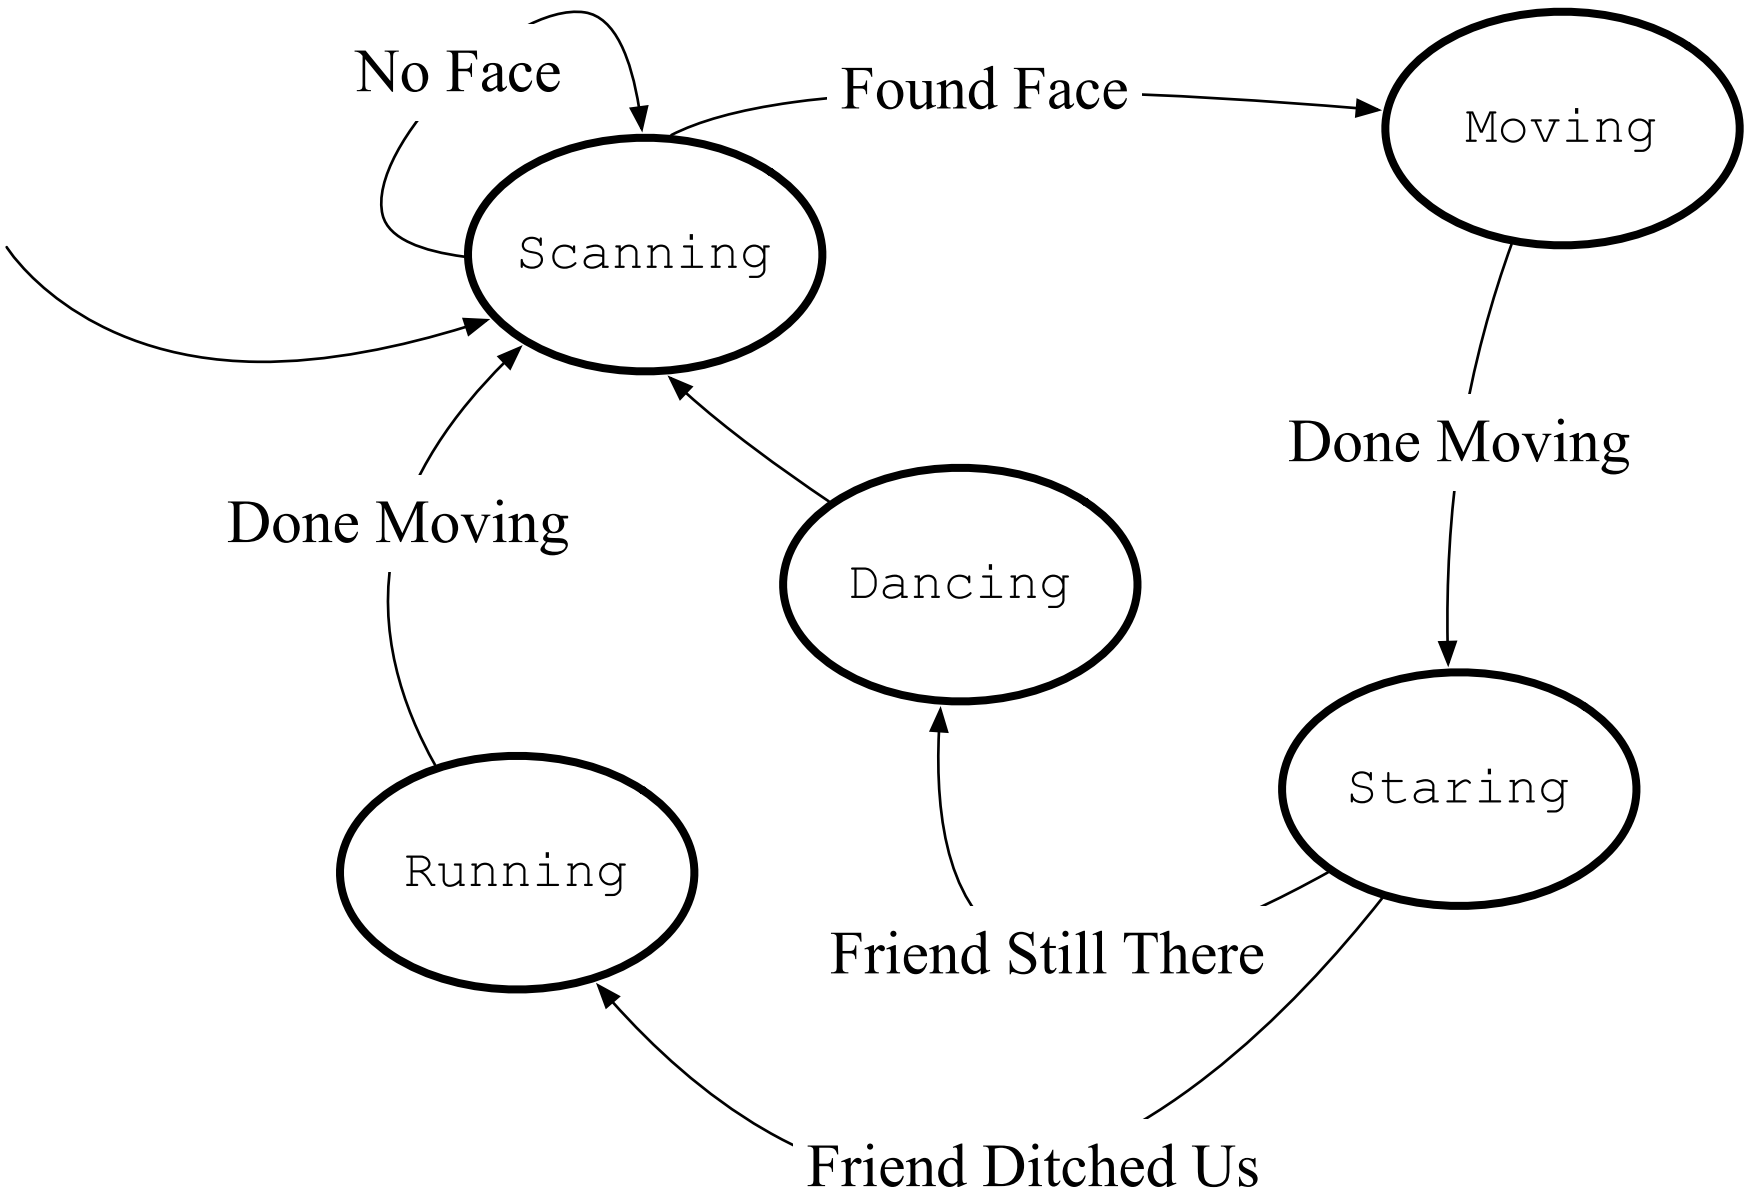 No Face
Found Face
Moving
Scanning
Done Moving
Done Moving
Dancing
Staring
Running
Friend Still There
Friend Ditched Us